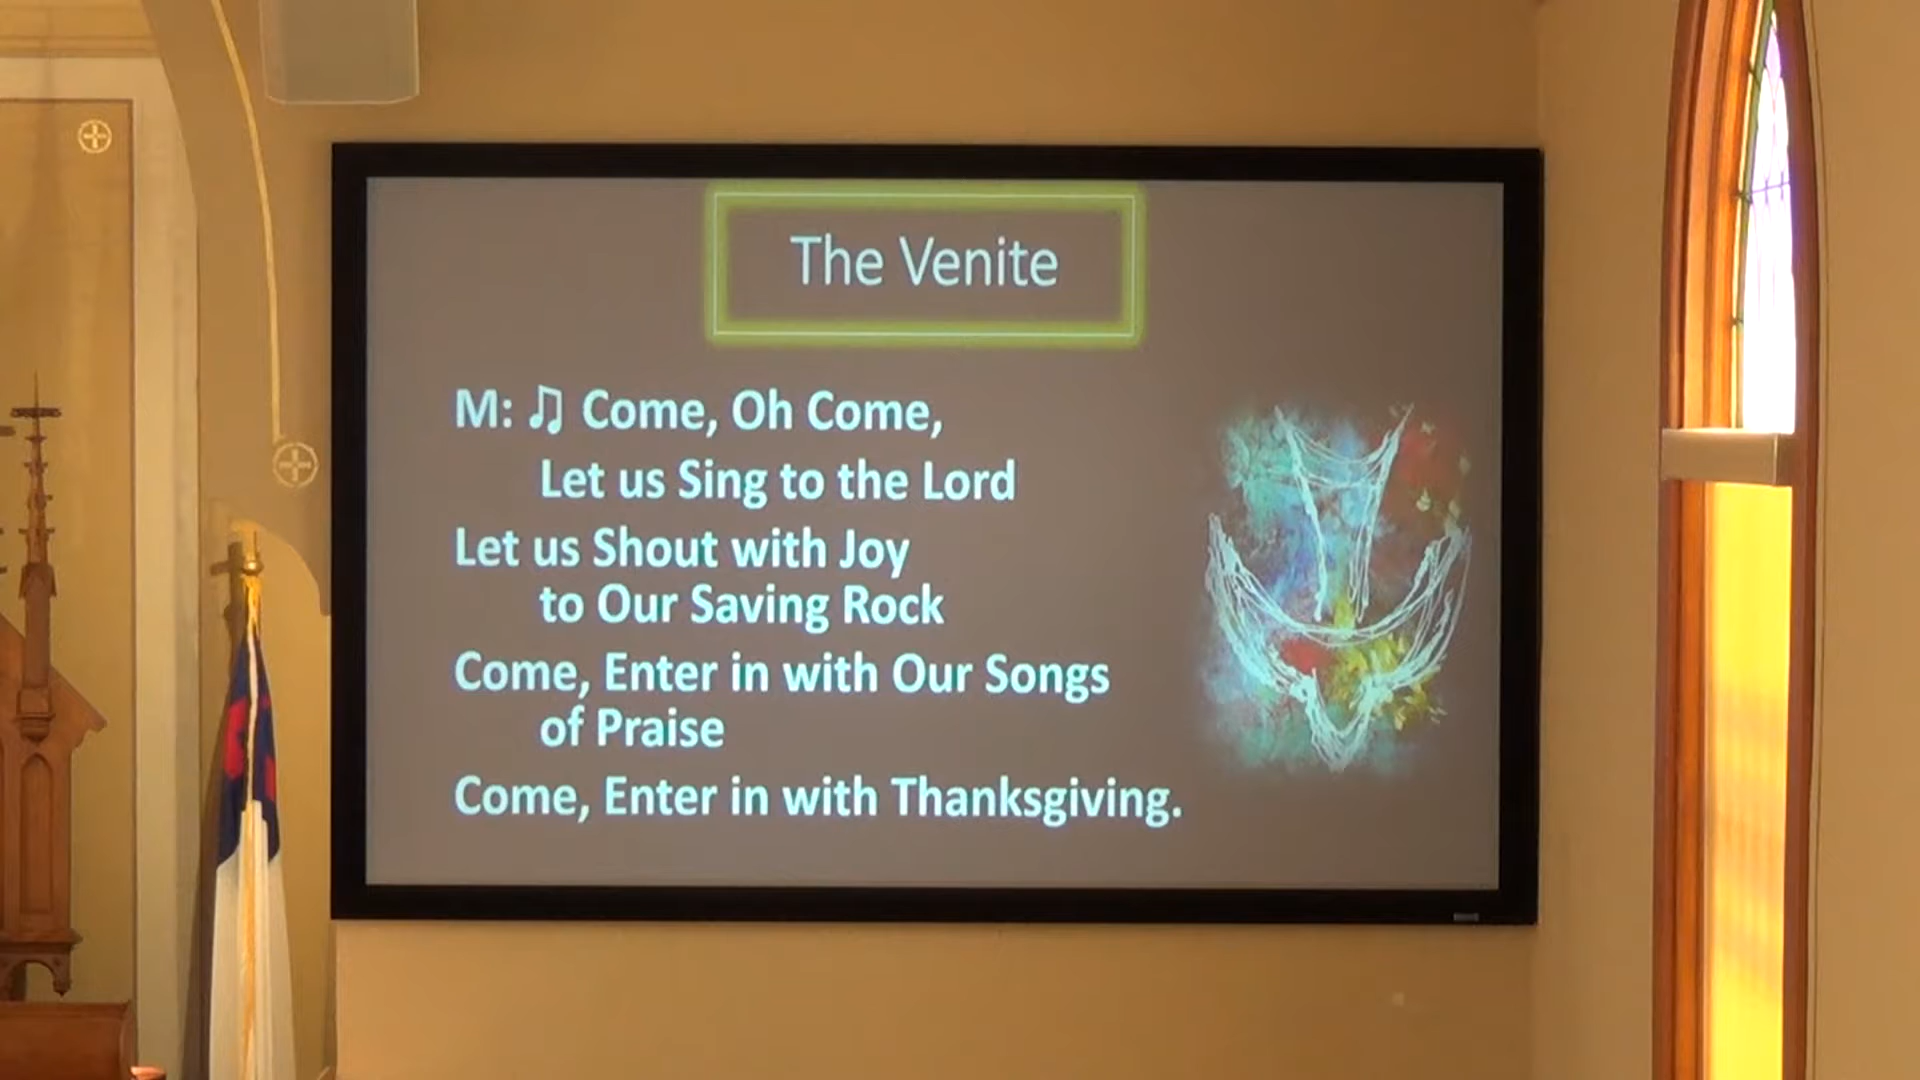 The Venite
M: ♫ Come, Oh Come,
Let us Sing to the Lord
Let us Shout with Joy
to Our Saving Rock
Come, Enter in with Our Songs
of Praise
Come, Enter in with Thanksgiving.